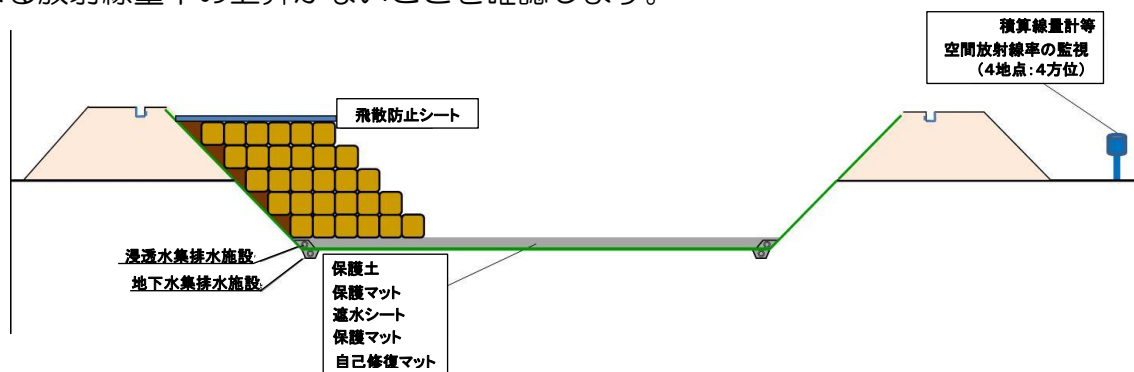 る放射線量率の上昇がないことを確認します。
積算線量計等
空間放射線率の監視
（4地点：4方位）
飛散防止シート
浸透水集排水施設
地下水集排水施設
保護土
保護マット
遮水シート
保護マット
自己修復マット